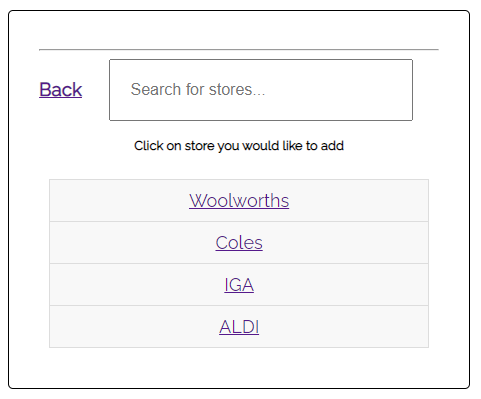 Back
Search for stores...
Click on store you would like to add
Woolworths
Coles
IGA
ALDI